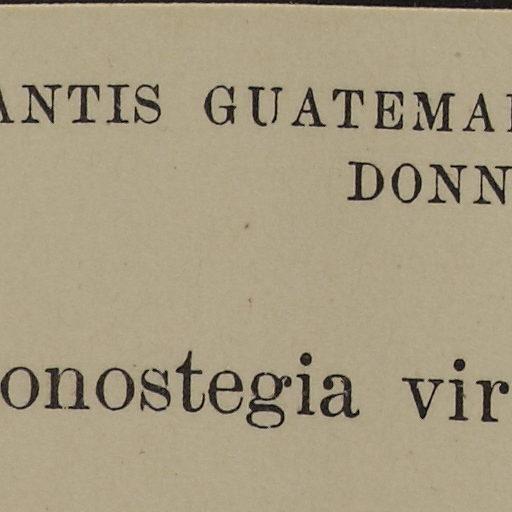 ANTIS GUATEMA
DONN
onostegia vir